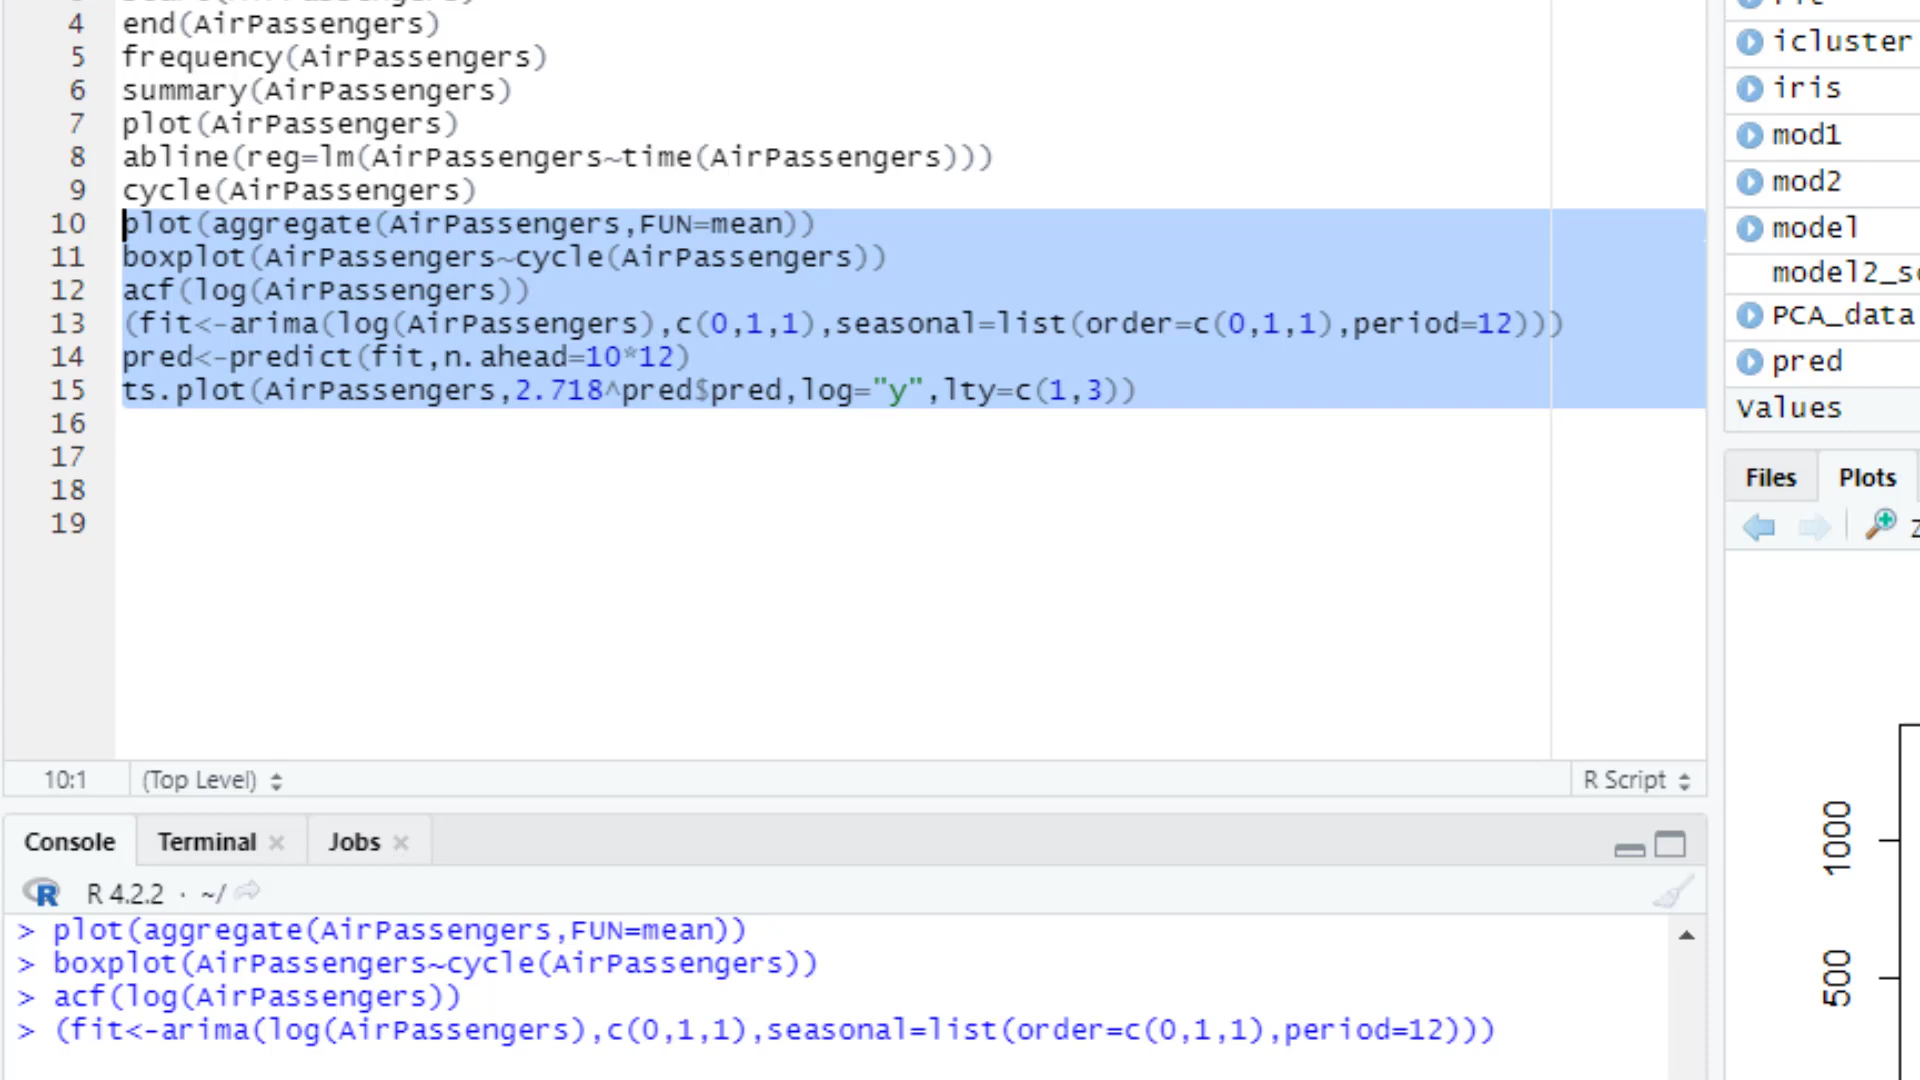 4 end(AirPassengers)
5 frequency(AirPassengers)
6 summary(AirPassengers)
7 plot(AirPassengers)
8 abline(reg=lm(AirPassengers~time(AirPassengers)))
9 cycle(AirPassengers)
10 plot(aggregate(AirPassengers,FUN=mean))
11 boxplot(AirPassengers~cycle(AirPassengers))
12 acf(log(AirPassengers))
13 (fit<-arima(log(AirPassengers),c(0,1,1),seasonal=list(order=c(0,1,1),period=12)))
14 pred<-predict(fit,n.ahead=10*12)
15 ts.plot(AirPassengers,2.718^pred$pred,log="y",lty=c(1,3))
16
17
18
19
10:1 (Top Level) R Script
Console Terminal Jobs
R 4.2.2 · ~/
> plot(aggregate(AirPassengers,FUN=mean))
> boxplot(AirPassengers~cycle(AirPassengers))
> acf(log(AirPassengers))
> (fit<-arima(log(AirPassengers),c(0,1,1),seasonal=list(order=c(0,1,1),period=12)))
icluster
iris
mod1
mod2
model
model2_s
PCA_data
pred
Values
Files Plots
1000
500